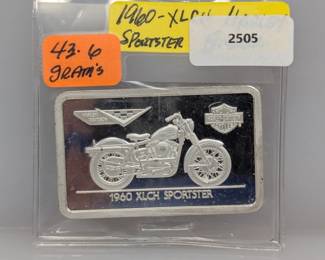 1960-XLCH
SPORTSTER
2505
43.6
GRAM'S
1960 XLCH SPORTSTER